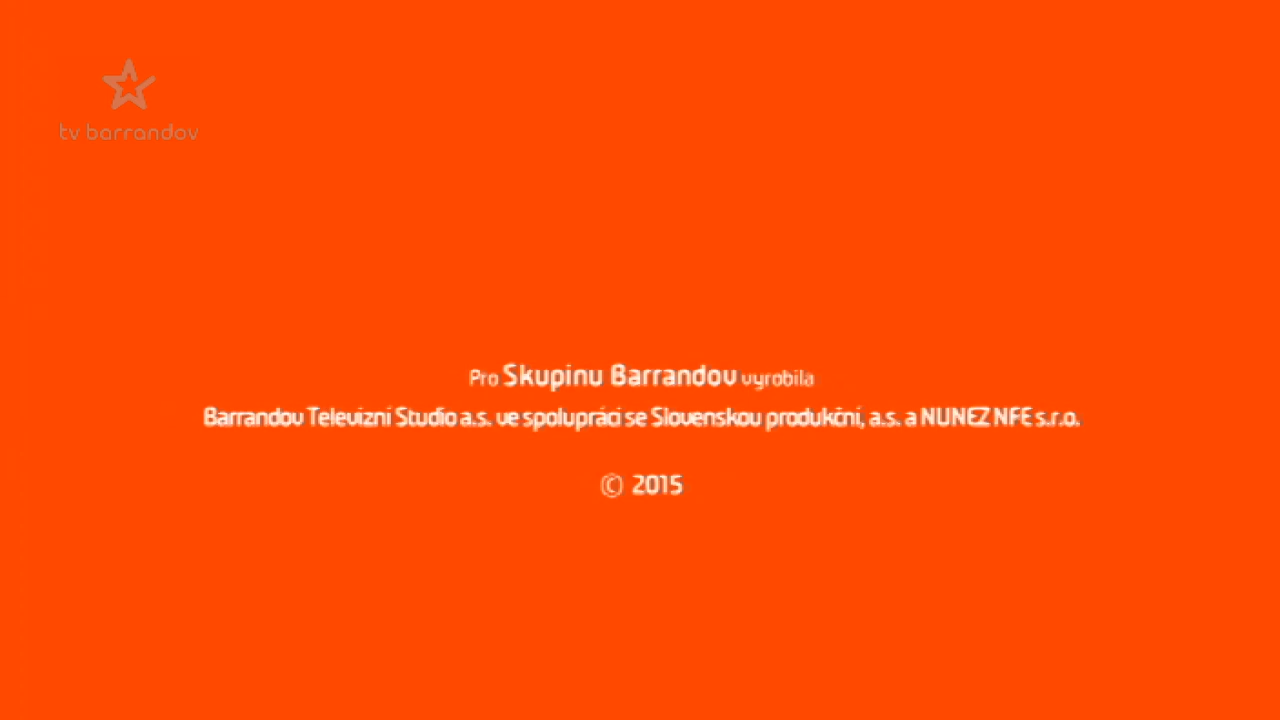 tv barrandov
Pro Skupinu Barrandov vyrobila
Barrandov Televizní Studio a.s. ve spolupráci se Slovenskou produkční, a.s. a NUNEZ NFE s.r.o.
© 2015